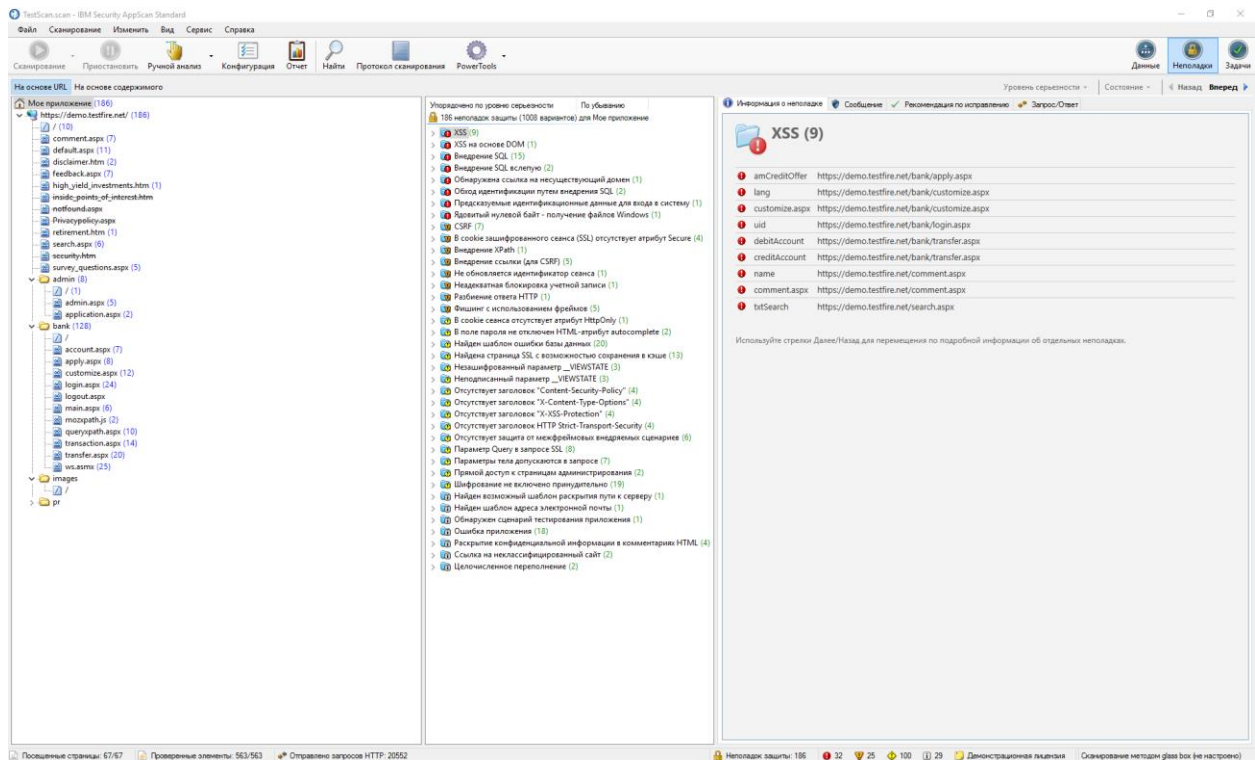 TestScan.scan - IBM Security AppScan Standard
Файл Сканирование Изменить Вид Сервис Справка
Сканирование Приостановить Ручной анализ Конфигурация Отчет Найти Протокол сканирования PowerTools Данные Неполадки Задачи
На основе URL На основе содержимого
Уровень серьезности Состояние Назад Вперед
Мое приложение (186)
https://demo.testfire.net/ (186)
/ (10)
comment.aspx (7)
default.aspx (11)
disclaimer.htm (2)
feedback.aspx (7)
high_yield_investments.htm (1)
inside_points_of_interest.htm
notfound.aspx
Privacypolicy.aspx
retirement.htm (1)
search.aspx (6)
security.htm
survey_questions.aspx (5)
admin (8)
/ (1)
admin.aspx (5)
application.aspx (2)
bank (128)
/
account.aspx (7)
apply.aspx (8)
customize.aspx (12)
login.aspx (24)
logout.aspx
main.aspx (6)
mozxpath.js (2)
queryxpath.aspx (10)
transaction.aspx (14)
transfer.aspx (20)
ws.asmx (25)
images
/
pr
Упорядочено по уровню серьезности По убыванию
186 неполадок защиты (1008 вариантов) для Мое приложение
XSS (9)
XSS на основе DOM (1)
Внедрение SQL (15)
Внедрение SQL вслепую (2)
Обнаружена ссылка на несуществующий домен (1)
Обход идентификации путем внедрения SQL (2)
Предсказуемые идентификационные данные для входа в систему (1)
Ядовитый нулевой байт - получение файлов Windows (1)
CSRF (7)
В cookie зашифрованного сеанса (SSL) отсутствует атрибут Secure (4)
Внедрение XPath (1)
Внедрение ссылки (для CSRF) (5)
Не обновляется идентификатор сеанса (1)
Неадекватная блокировка учетной записи (1)
Разбиение ответа HTTP (1)
Фишинг с использованием фреймов (5)
В cookie сеанса отсутствует атрибут HttpOnly (1)
В поле пароля не отключен HTML-атрибут autocomplete (2)
Найден шаблон ошибки базы данных (20)
Найдена страница SSL с возможностью сохранения в кэше (13)
Незашифрованный параметр __VIEWSTATE (3)
Неподписанный параметр __VIEWSTATE (3)
Отсутствует заголовок "Content-Security-Policy" (4)
Отсутствует заголовок "X-Content-Type-Options" (4)
Отсутствует заголовок "X-XSS-Protection" (4)
Отсутствует заголовок HTTP Strict-Transport-Security (4)
Отсутствует защита от межфреймовых внедряемых сценариев (6)
Параметр Query в запросе SSL (8)
Параметры тела допускаются в запросе (7)
Прямой доступ к страницам администрирования (2)
Шифрование не включено принудительно (19)
Найден возможный шаблон раскрытия пути к серверу (1)
Найден шаблон адреса электронной почты (1)
Обнаружен сценарий тестирования приложения (1)
Ошибка приложения (18)
Раскрытие конфиденциальной информации в комментариях HTML (4)
Ссылка на неклассифицированный сайт (2)
Целочисленное переполнение (2)
Информация о неполадке Сообщение Рекомендация по исправлению Запрос/Ответ
XSS (9)
amCreditOffer https://demo.testfire.net/bank/apply.aspx
lang https://demo.testfire.net/bank/customize.aspx
customize.aspx https://demo.testfire.net/bank/customize.aspx
uid https://demo.testfire.net/bank/login.aspx
debitAccount https://demo.testfire.net/bank/transfer.aspx
creditAccount https://demo.testfire.net/bank/transfer.aspx
name https://demo.testfire.net/comment.aspx
comment.aspx https://demo.testfire.net/comment.aspx
txtSearch https://demo.testfire.net/search.aspx
Используйте стрелки Далее/Назад для перемещения по подробной информации об отдельных неполадках.
Посещенные страницы: 67/67 Проверенные элементы: 563/563 Отправлено запросов HTTP: 20552 Неполадок защиты: 186 32 25 100 29 Демонстрационная лицензия Сканирование методом glass box (не настроено)